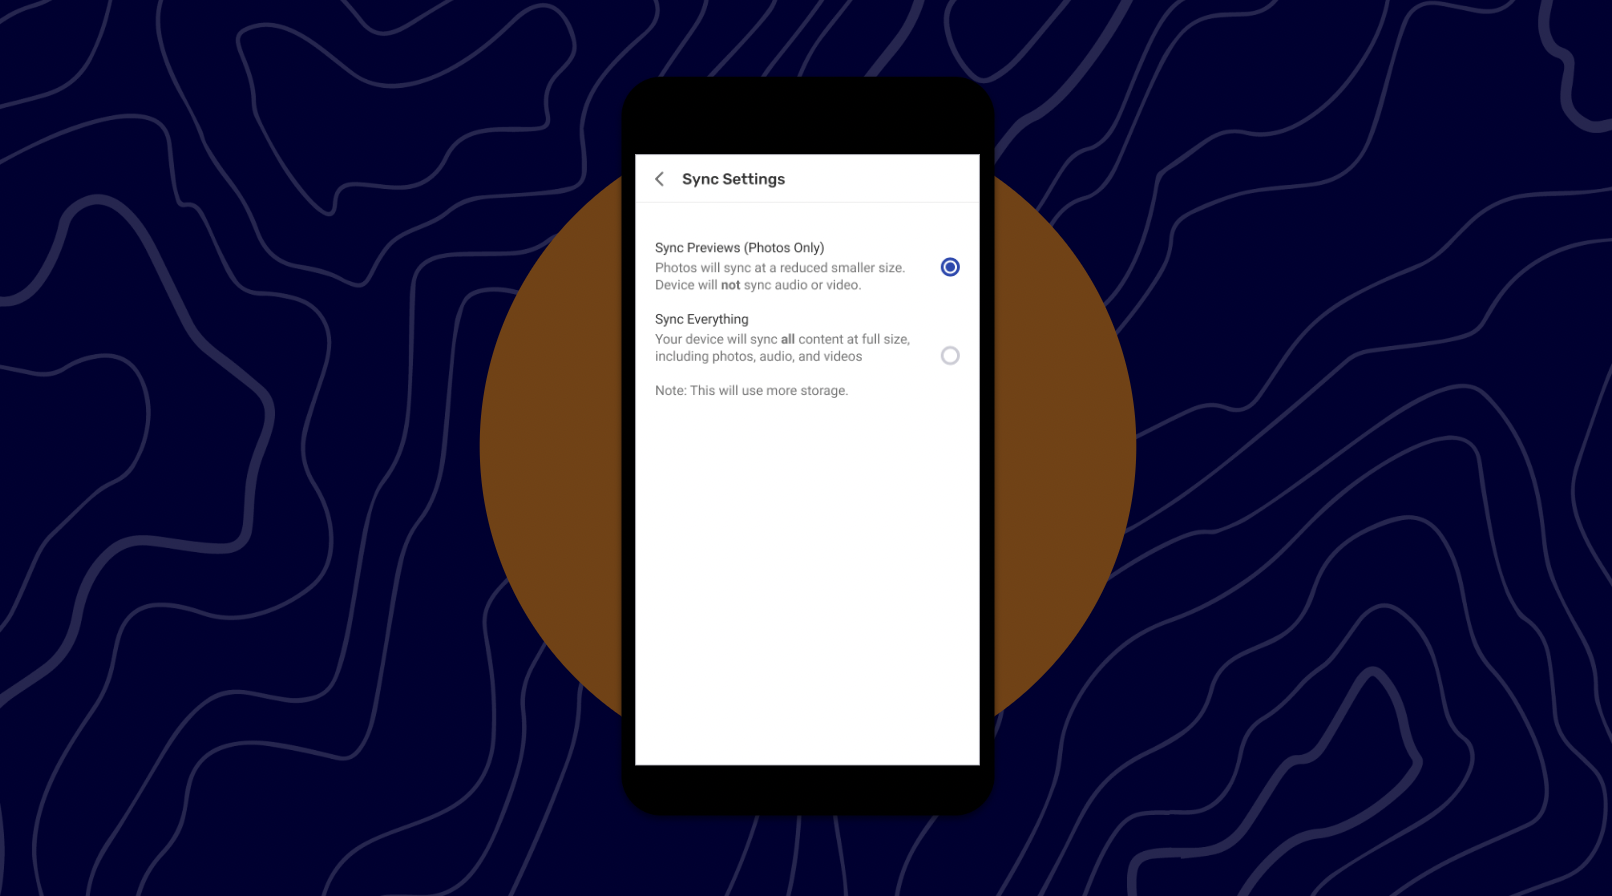 Sync Settings
Sync Previews (Photos Only)
Photos will sync at a reduced smaller size.
Device will not sync audio or video.
Sync Everything
Your device will sync all content at full size,
including photos, audio, and videos
Note: This will use more storage.